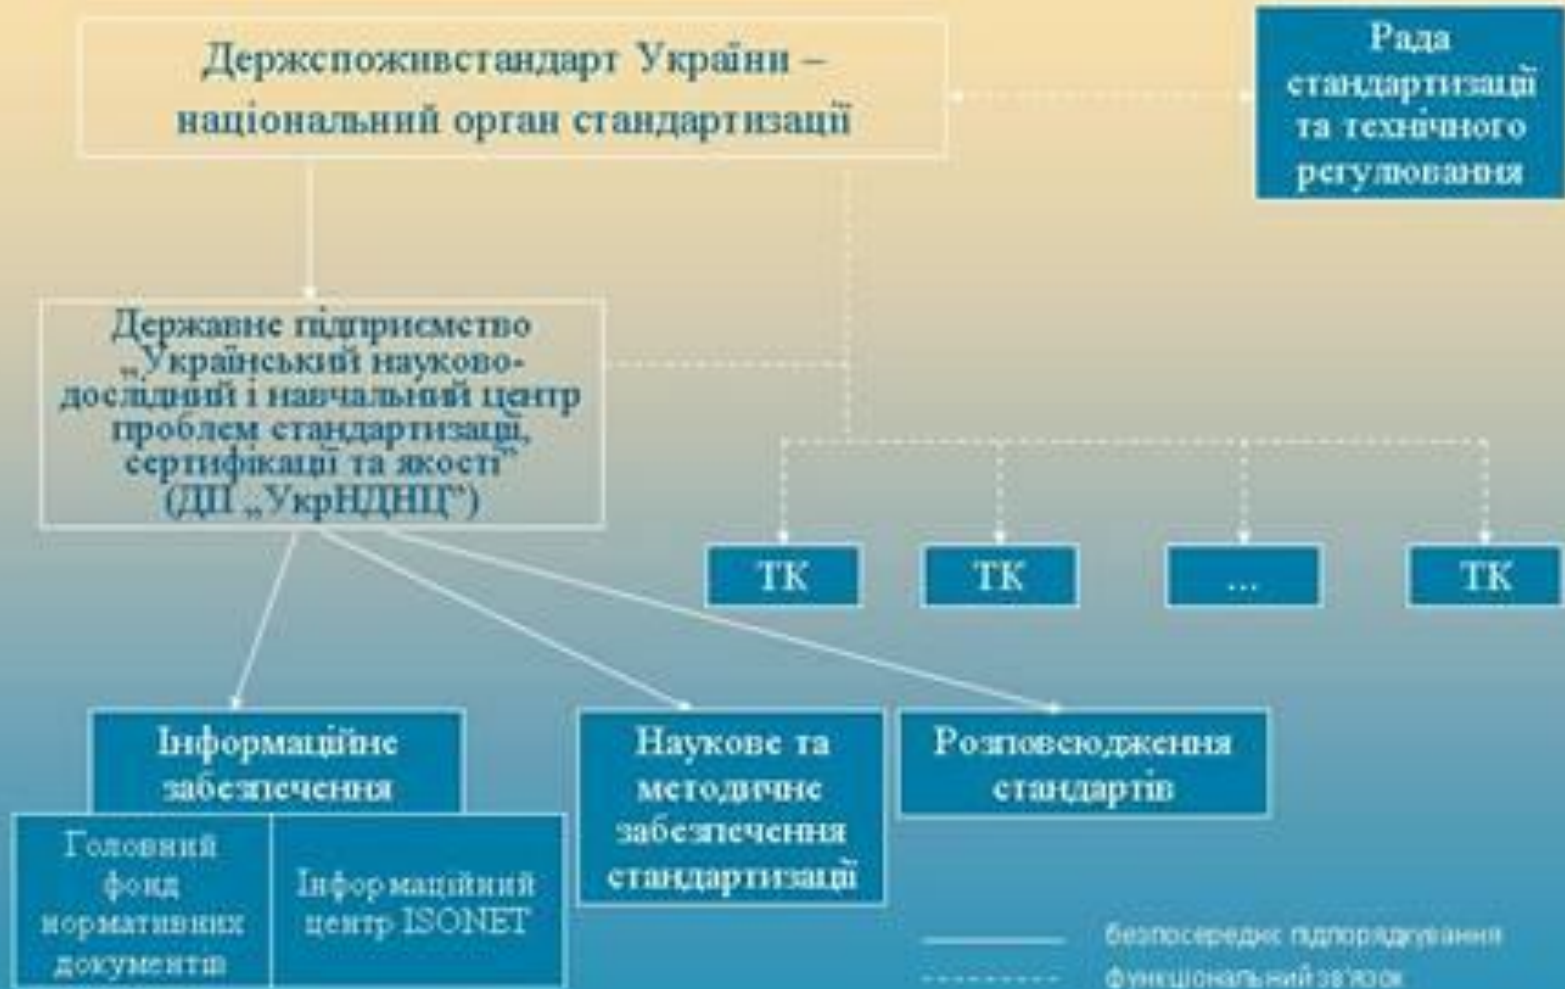 Держспоживстандарт України –
національний орган стандартизації
Рада
стандартизації
та технічного
регулювання
Державне підприємство
„Український науково-
дослідний і навчальний центр
проблем стандартизації,
сертифікації та якості”
(ДП „УкрНДНЦ”)
ТК
ТК
...
ТК
Інформаційне
забезпечення
Головний
фонд
нормативних
документів
Інформаційний
центр ISONET
Наукове та
методичне
забезпечення
стандартизації
Розповсюдження
стандартів
безпосереднє підпорядкування
функціональний зв'язок